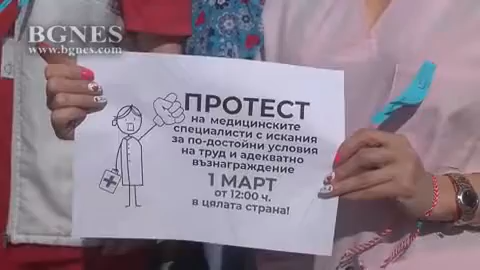 BGNES
www.bgnes.com
ПРОТЕСТ
на медицинските
специалисти с искания
за по-достойни условия
на труд и адекватно
възнаграждение
1 МАРТ
от 12:00 ч.
в цялата страна!